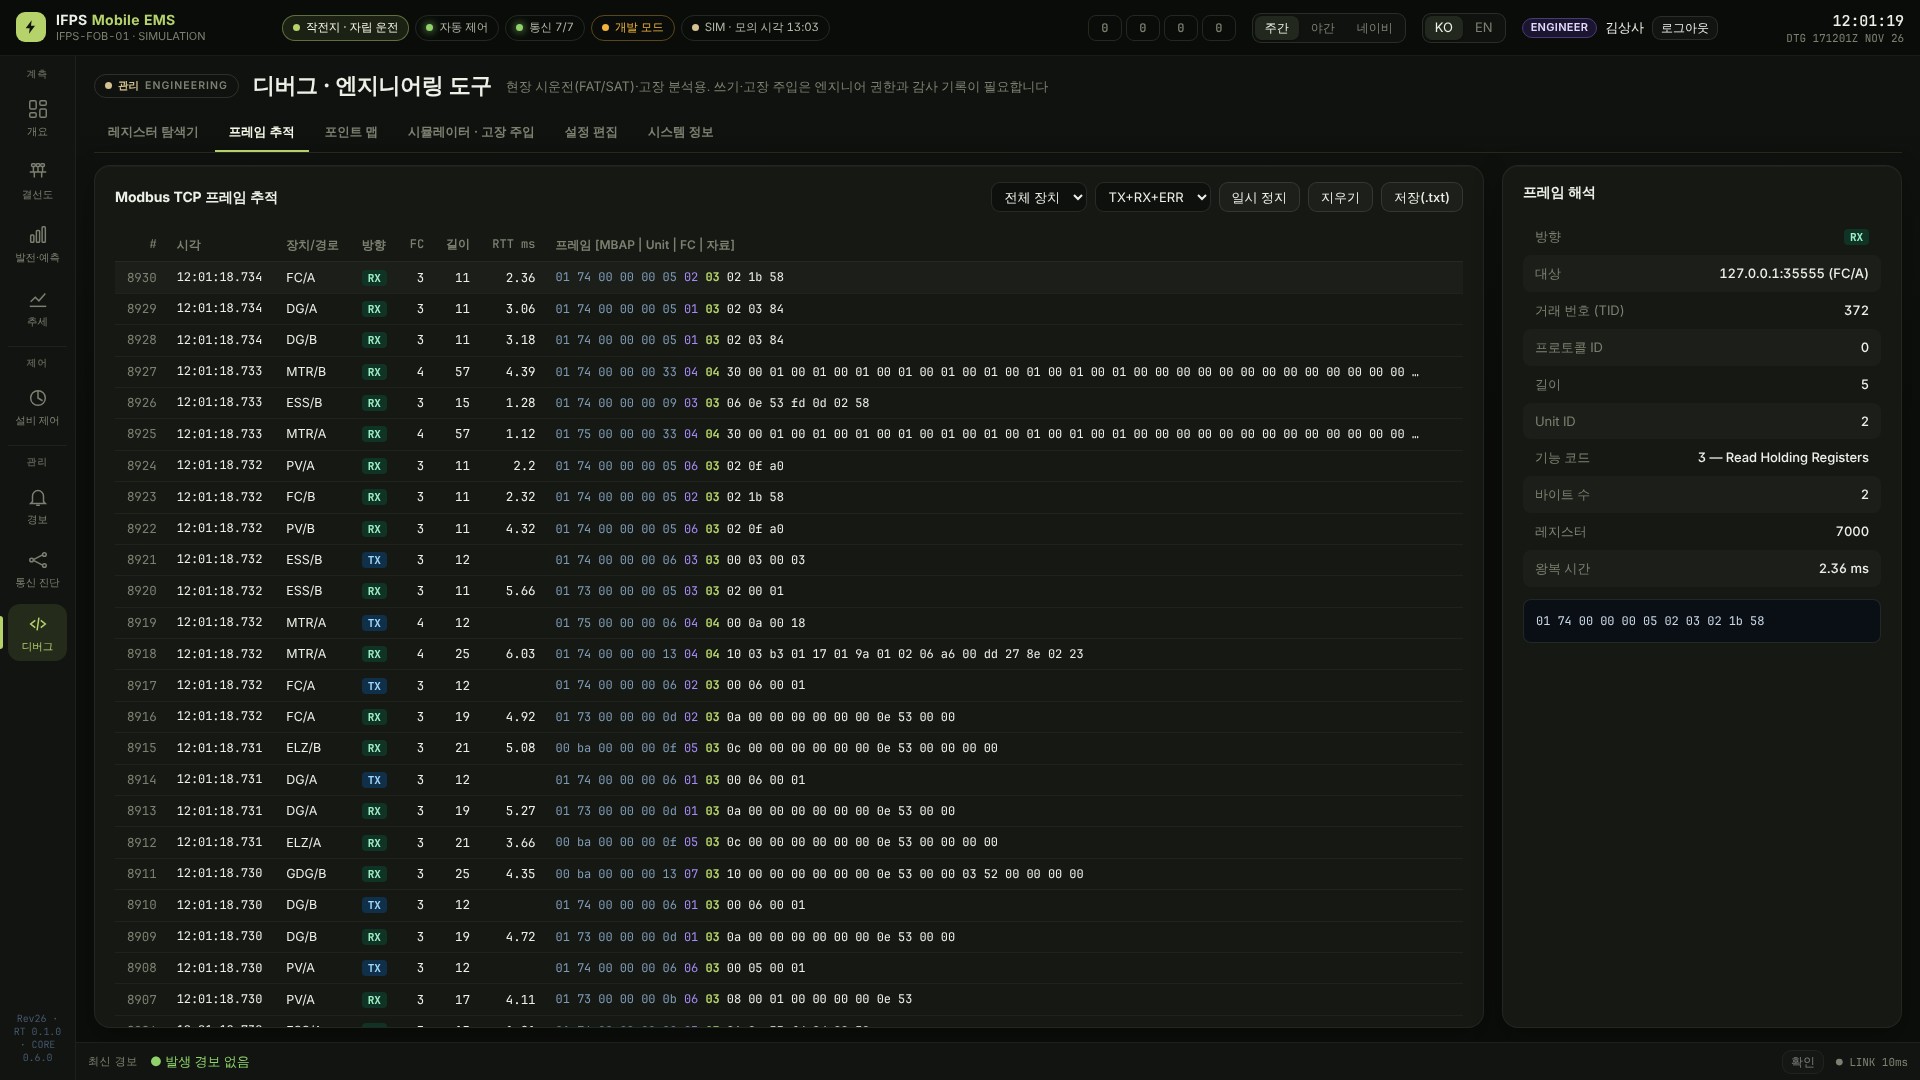 IFPS Mobile EMS
IFPS-FOB-01 · SIMULATION
작전지 · 자립 운전
자동 제어
통신 7/7
개발 모드
SIM · 모의 시각 13:03
0 0 0 0
주간 야간 네이비
KO EN
ENGINEER 김상사 로그아웃
12:01:19
DTG 171201Z NOV 26
계측
개요
결선도
발전·예측
추세
제어
설비 제어
관리
경보
통신 진단
디버그
Rev26 ·
RT 0.1.0
· CORE
0.6.0
관리 ENGINEERING
디버그 · 엔지니어링 도구
현장 시운전(FAT/SAT)·고장 분석용. 쓰기·고장 주입은 엔지니어 권한과 감사 기록이 필요합니다
레지스터 탐색기 프레임 추적 포인트 맵 시뮬레이터 · 고장 주입 설정 편집 시스템 정보
Modbus TCP 프레임 추적
전체 장치 TX+RX+ERR 일시 정지 지우기 저장(.txt)
# 시각 장치/경로 방향 FC 길이 RTT ms 프레임 [MBAP | Unit | FC | 자료]
8930 12:01:18.734 FC/A RX 3 11 2.36 01 74 00 00 00 05 02 03 02 1b 58
8929 12:01:18.734 DG/A RX 3 11 3.06 01 74 00 00 00 05 01 03 02 03 84
8928 12:01:18.734 DG/B RX 3 11 3.18 01 74 00 00 00 05 01 03 02 03 84
8927 12:01:18.733 MTR/B RX 4 57 4.39 01 74 00 00 00 33 04 04 30 00 01 00 01 00 01 00 01 00 01 00 01 00 01 00 01 00 01 00 00 00 00 00 00 00 00 00 00 00 00 00 …
8926 12:01:18.733 ESS/B RX 3 15 1.28 01 74 00 00 00 09 03 03 06 0e 53 fd 0d 02 58
8925 12:01:18.733 MTR/A RX 4 57 1.12 01 75 00 00 00 33 04 04 30 00 01 00 01 00 01 00 01 00 01 00 01 00 01 00 01 00 01 00 00 00 00 00 00 00 00 00 00 00 00 00 …
8924 12:01:18.732 PV/A RX 3 11 2.2 01 74 00 00 00 05 06 03 02 0f a0
8923 12:01:18.732 FC/B RX 3 11 2.32 01 74 00 00 00 05 02 03 02 1b 58
8922 12:01:18.732 PV/B RX 3 11 4.32 01 74 00 00 00 05 06 03 02 0f a0
8921 12:01:18.732 ESS/B TX 3 12 01 74 00 00 00 06 03 03 00 03 00 03
8920 12:01:18.732 ESS/B RX 3 11 5.66 01 73 00 00 00 05 03 03 02 00 01
8919 12:01:18.732 MTR/A TX 4 12 01 75 00 00 00 06 04 04 00 0a 00 18
8918 12:01:18.732 MTR/A RX 4 25 6.03 01 74 00 00 00 13 04 04 10 03 b3 01 17 01 9a 01 02 06 a6 00 dd 27 8e 02 23
8917 12:01:18.732 FC/A TX 3 12 01 74 00 00 00 06 02 03 00 06 00 01
8916 12:01:18.732 FC/A RX 3 19 4.92 01 73 00 00 00 0d 02 03 0a 00 00 00 00 00 00 0e 53 00 00
8915 12:01:18.731 ELZ/B RX 3 21 5.08 00 ba 00 00 00 0f 05 03 0c 00 00 00 00 00 00 0e 53 00 00 00 00
8914 12:01:18.731 DG/A TX 3 12 01 74 00 00 00 06 01 03 00 06 00 01
8913 12:01:18.731 DG/A RX 3 19 5.27 01 73 00 00 00 0d 01 03 0a 00 00 00 00 00 00 0e 53 00 00
8912 12:01:18.731 ELZ/A RX 3 21 3.66 00 ba 00 00 00 0f 05 03 0c 00 00 00 00 00 00 0e 53 00 00 00 00
8911 12:01:18.730 GDG/B RX 3 25 4.35 00 ba 00 00 00 13 07 03 10 00 00 00 00 00 00 0e 53 00 00 03 52 00 00 00 00
8910 12:01:18.730 DG/B TX 3 12 01 74 00 00 00 06 01 03 00 06 00 01
8909 12:01:18.730 DG/B RX 3 19 4.72 01 73 00 00 00 0d 01 03 0a 00 00 00 00 00 00 0e 53 00 00
8908 12:01:18.730 PV/A TX 3 12 01 74 00 00 00 06 06 03 00 05 00 01
8907 12:01:18.730 PV/A RX 3 17 4.11 01 73 00 00 00 0b 06 03 08 00 01 00 00 00 00 0e 53
프레임 해석
방향 RX
대상 127.0.0.1:35555 (FC/A)
거래 번호 (TID) 372
프로토콜 ID 0
길이 5
Unit ID 2
기능 코드 3 — Read Holding Registers
바이트 수 2
레지스터 7000
왕복 시간 2.36 ms
01 74 00 00 00 05 02 03 02 1b 58
최신 경보 발생 경보 없음
확인 LINK 10ms